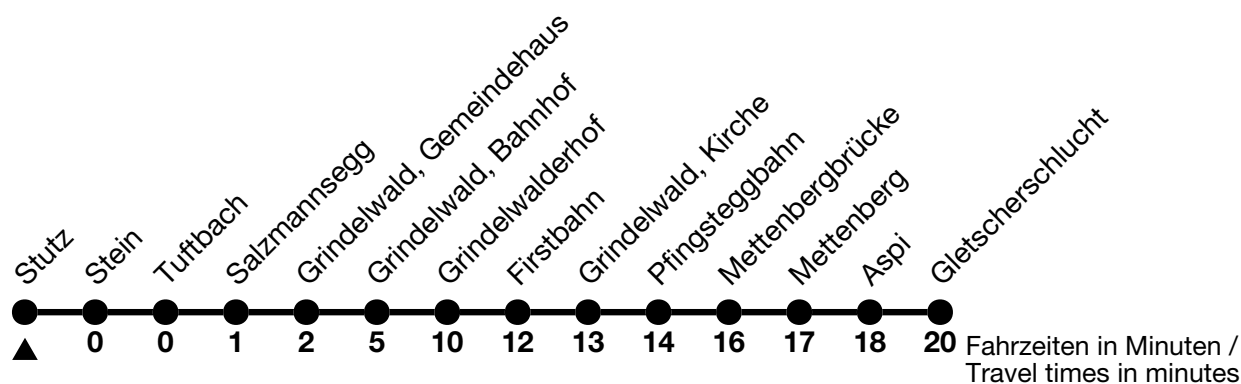 Stutz
Stein
Tuftbach
Salzmannsegg
Grindelwald, Gemeindehaus
Grindelwald, Bahnhof
Grindelwalderhof
Firstbahn
Grindelwald, Kirche
Pfingsteggbahn
Mettenbergbrücke
Mettenberg
Aspi
Gletscherschlucht
0 0 1 2 5 10 12 13 14 16 17 18 20
Fahrzeiten in Minuten /
Travel times in minutes